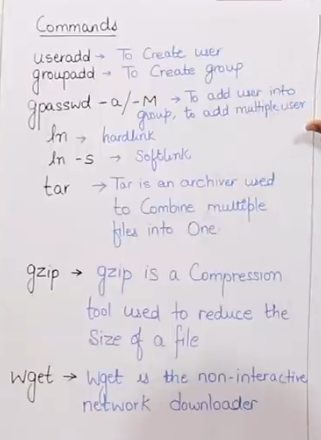 Commands
useradd → To Create user
groupadd → To Create group
gpasswd -a/-M → To add user into
group, to add multiple user
ln → hardlink
ln -s → Softlink
tar → Tar is an archiver used
to Combine multiple
files into One
gzip → gzip is a Compression
tool used to reduce the
Size of a file
wget → Wget is the non-interactive
network downloader